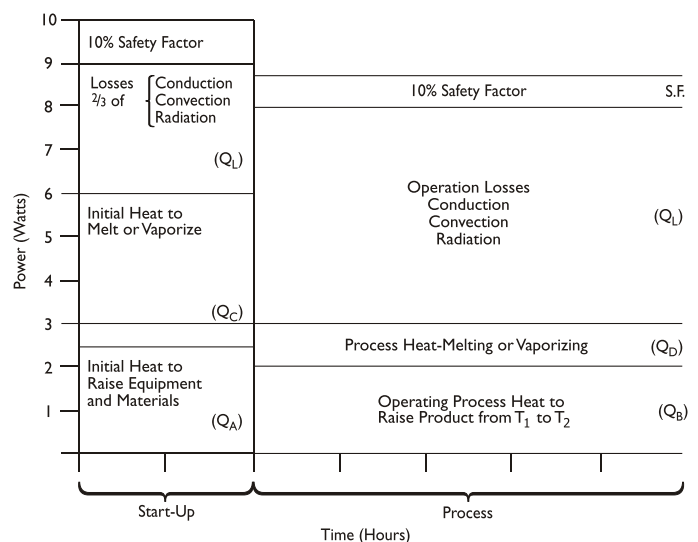 10
10% Safety Factor
9
Losses
2/3 of
Conduction
Convection
Radiation
(QL)
8
7
6
Initial Heat to
Melt or Vaporize
(QC)
5
4
3
2
1
Initial Heat to
Raise Equipment
and Materials
(QA)
Power (Watts)
10% Safety Factor
S.F.
Operation Losses
Conduction
Convection
Radiation
(QL)
Process Heat-Melting or Vaporizing
(QD)
Operating Process Heat to
Raise Product from T1 to T2
(QB)
Start-Up
Process
Time (Hours)